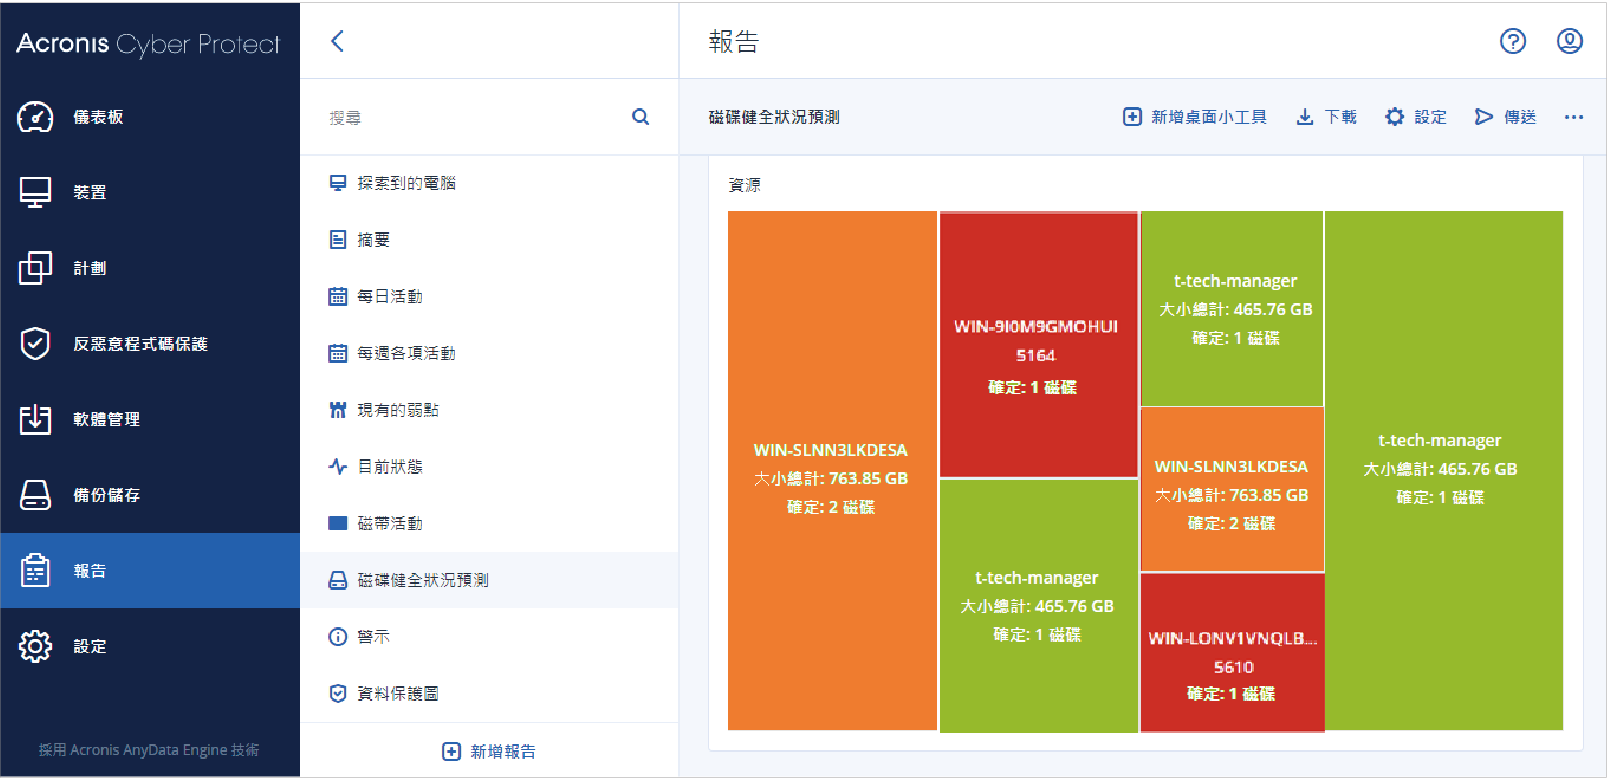 Acronis Cyber Protect
儀表板
裝置
計劃
反惡意程式碼保護
軟體管理
備份儲存
報告
設定
採用 Acronis AnyData Engine 技術
搜尋
探索到的電腦
摘要
每日活動
每週各項活動
現有的弱點
目前狀態
磁帶活動
磁碟健全狀況預測
警示
資料保護圖
新增報告
報告
磁碟健全狀況預測
新增桌面小工具
下載
設定
傳送
資源
WIN-SLNN3LKDESA
大小總計: 763.85 GB
確定: 2 磁碟
WIN-9I0M9GMOHUI
5164
確定: 1 磁碟
t-tech-manager
大小總計: 465.76 GB
確定: 1 磁碟
t-tech-manager
大小總計: 465.76 GB
確定: 1 磁碟
WIN-SLNN3LKDESA
大小總計: 763.85 GB
確定: 2 磁碟
WIN-LONV1VNQLB...
5610
確定: 1 磁碟
t-tech-manager
大小總計: 465.76 GB
確定: 1 磁碟